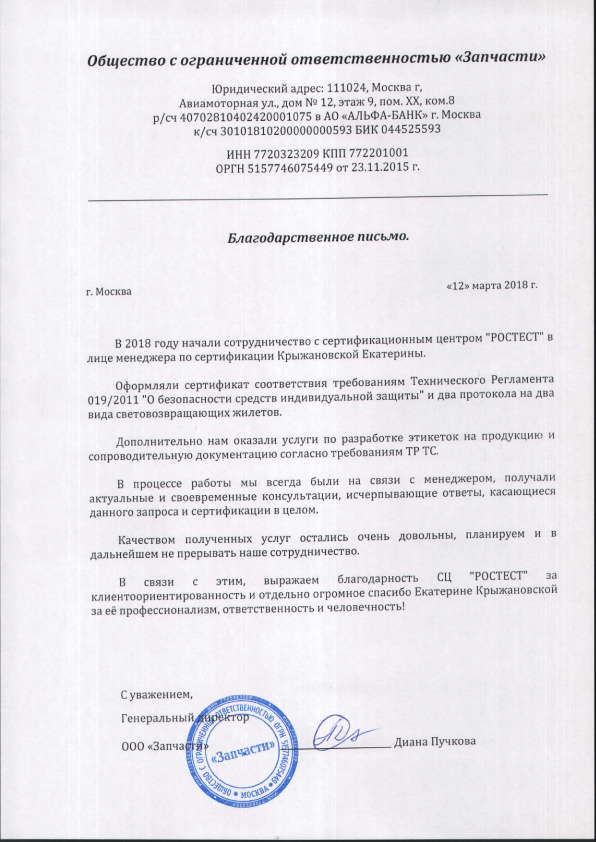 Общество с ограниченной ответственностью «Запчасти»
Юридический адрес: 111024, Москва г,
Авиамоторная ул., дом № 12, этаж 9, пом. XX, ком.8
р/сч 40702810402420001075 в АО «АЛЬФА-БАНК» г. Москва
к/сч 30101810200000000593 БИК 044525593
ИНН 7720323209 КПП 772201001
ОРГН 5157746075449 от 23.11.2015 г.
Благодарственное письмо.
г. Москва
«12» марта 2018 г.
В 2018 году начали сотрудничество с сертификационным центром "РОСТЕСТ" в
лице менеджера по сертификации Крыжановской Екатерины.
Оформляли сертификат соответствия требованиям Технического Регламента
019/2011 "О безопасности средств индивидуальной защиты" и два протокола на два
вида световозвращающих жилетов.
Дополнительно нам оказали услуги по разработке этикеток на продукцию и
сопроводительную документацию согласно требованиям ТР ТС.
В процессе работы мы всегда были на связи с менеджером, получали
актуальные и своевременные консультации, исчерпывающие ответы, касающиеся
данного запроса и сертификации в целом.
Качеством полученных услуг остались очень довольны, планируем и в
дальнейшем не прерывать наше сотрудничество.
В связи с этим, выражаем благодарность СЦ "РОСТЕСТ" за
клиентоориентированность и отдельно огромное спасибо Екатерине Крыжановской
за её профессионализм, ответственность и человечность!
С уважением,
Генеральный директор
ООО «Запчасти»
Диана Пучкова
ОБЩЕСТВО С ОГРАНИЧЕННОЙ ОТВЕТСТВЕННОСТЬЮ ОГРН 5157746075449
«Запчасти»
МОСКВА